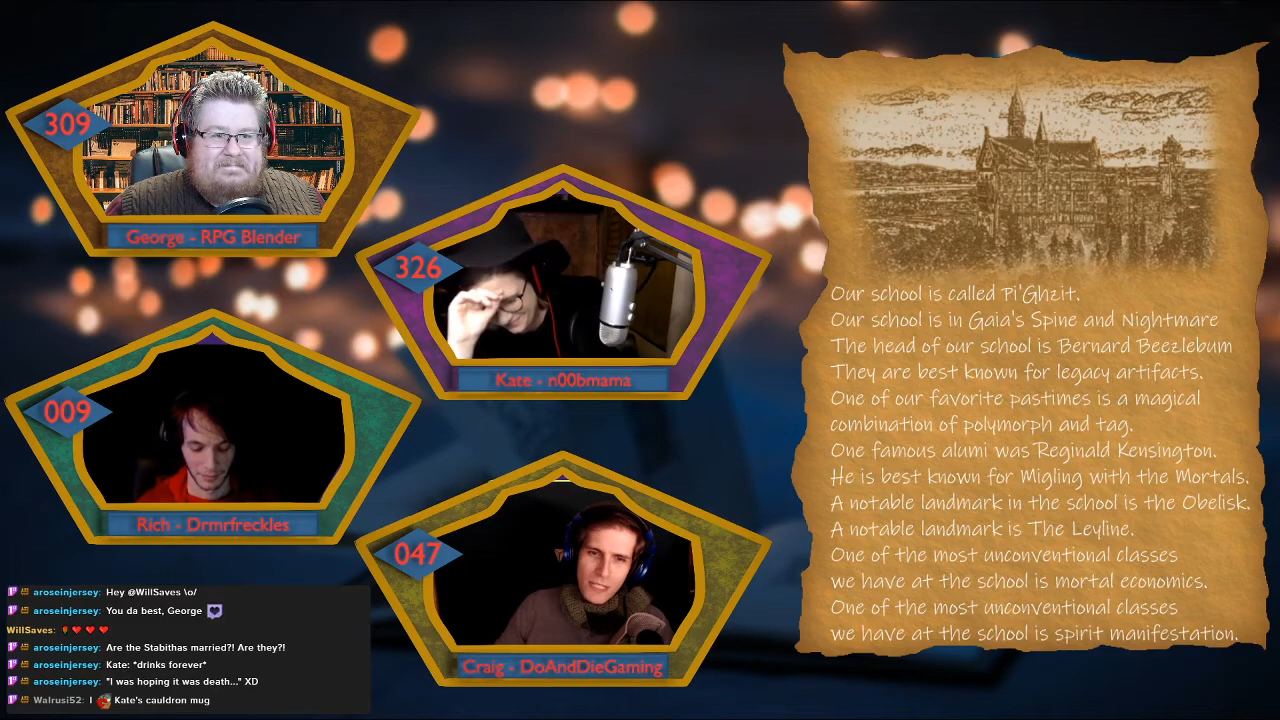 309
George - RPG Blender
326
Kate - n00bmama
009
Rich - Drmrfreckles
047
Craig - DoAndDieGaming
aroseinjersey: Hey @WillSaves \o/
aroseinjersey: You da best, George
WillSaves:
aroseinjersey: Are the Stabithas married?! Are they?!
aroseinjersey: Kate: *drinks forever*
aroseinjersey: "I was hoping it was death..." XD
Walrusi52: I Kate's cauldron mug
Our school is called Pi'Ghzit.
Our school is in Gaia's Spine and Nightmare
The head of our school is Bernard Beezlebum
They are best known for legacy artifacts.
One of our favorite pastimes is a magical
combination of polymorph and tag.
One famous alumi was Reginald Kensington.
He is best known for Migling with the Mortals.
A notable landmark in the school is the Obelisk.
A notable landmark is The Leyline.
One of the most unconventional classes
we have at the school is mortal economics.
One of the most unconventional classes
we have at the school is spirit manifestation.